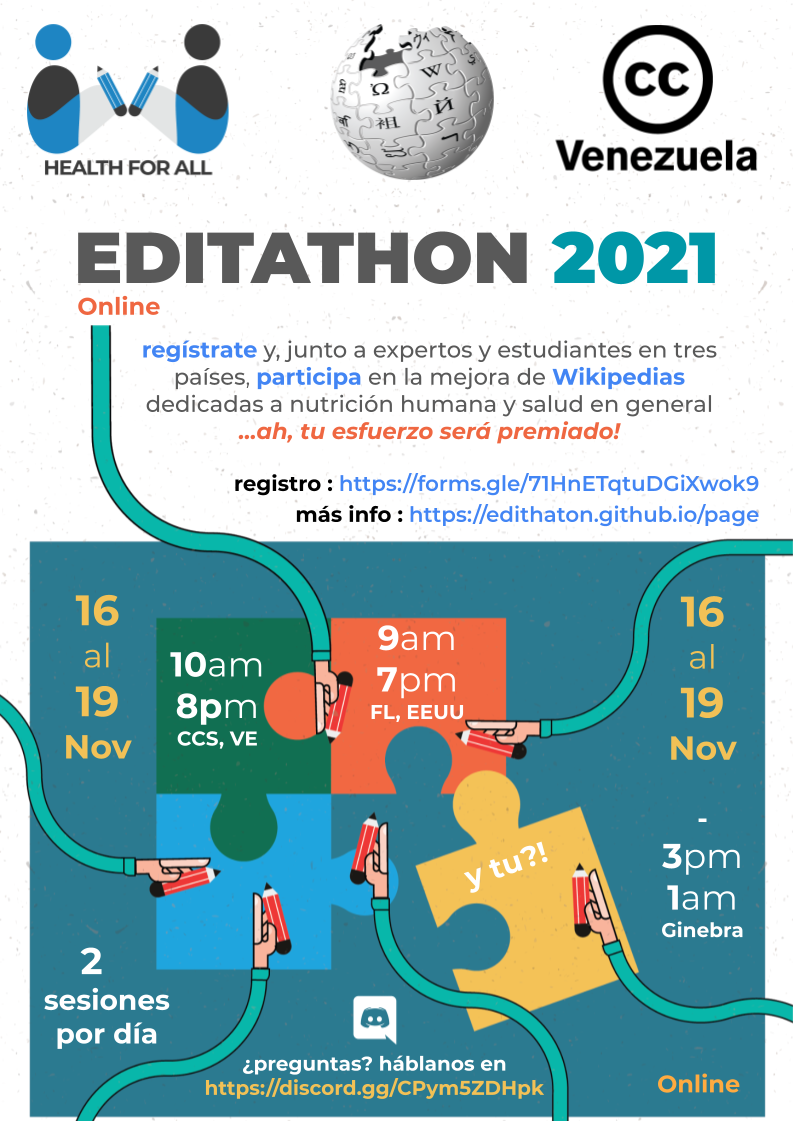 HEALTH FOR ALL
Ω
W
И
祖
cc
Venezuela
EDITATHON 2021
Online
regístrate y, junto a expertos y estudiantes en tres
países, participa en la mejora de Wikipedias
dedicadas a nutrición humana y salud en general
...ah, tu esfuerzo será premiado!
registro : https://forms.gle/71HnETqtuDGiXwok9
más info : https://edithaton.github.io/page
16
al
19
Nov
10am
8pm
CCS, VE
9am
7pm
FL, EEUU
16
al
19
Nov
y tu?!
-
3pm
1am
Ginebra
2
sesiones
por día
¿preguntas? háblanos en
https://discord.gg/CPym5ZDHpk
Online